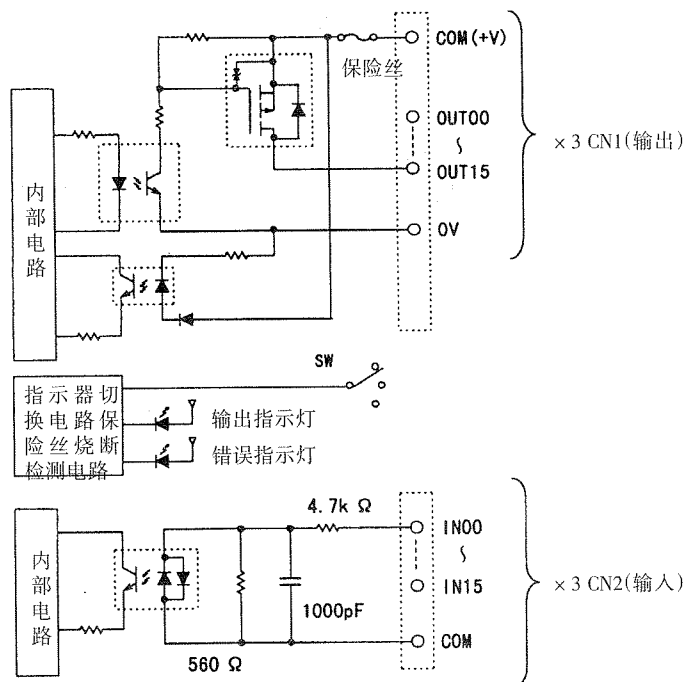 COM(+V)
保险丝
OUT00
～
OUT15
× 3 CN1(输出)
0V
内部电路
SW
指示器切
换电路保
险丝烧断
检测电路
输出指示灯
错误指示灯
4.7k Ω
IN00
～
IN15
× 3 CN2(输入)
内部电路
1000pF
COM
560 Ω